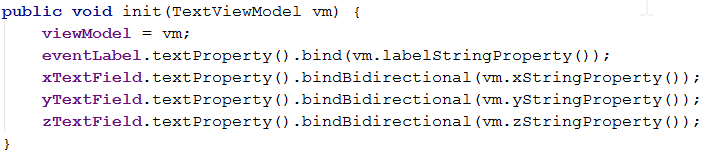 public void init(TextViewModel vm) {
    viewModel = vm;
    eventLabel.textProperty().bind(vm.labelStringProperty());
    xTextField.textProperty().bindBidirectional(vm.xStringProperty());
    yTextField.textProperty().bindBidirectional(vm.yStringProperty());
    zTextField.textProperty().bindBidirectional(vm.zStringProperty());
}